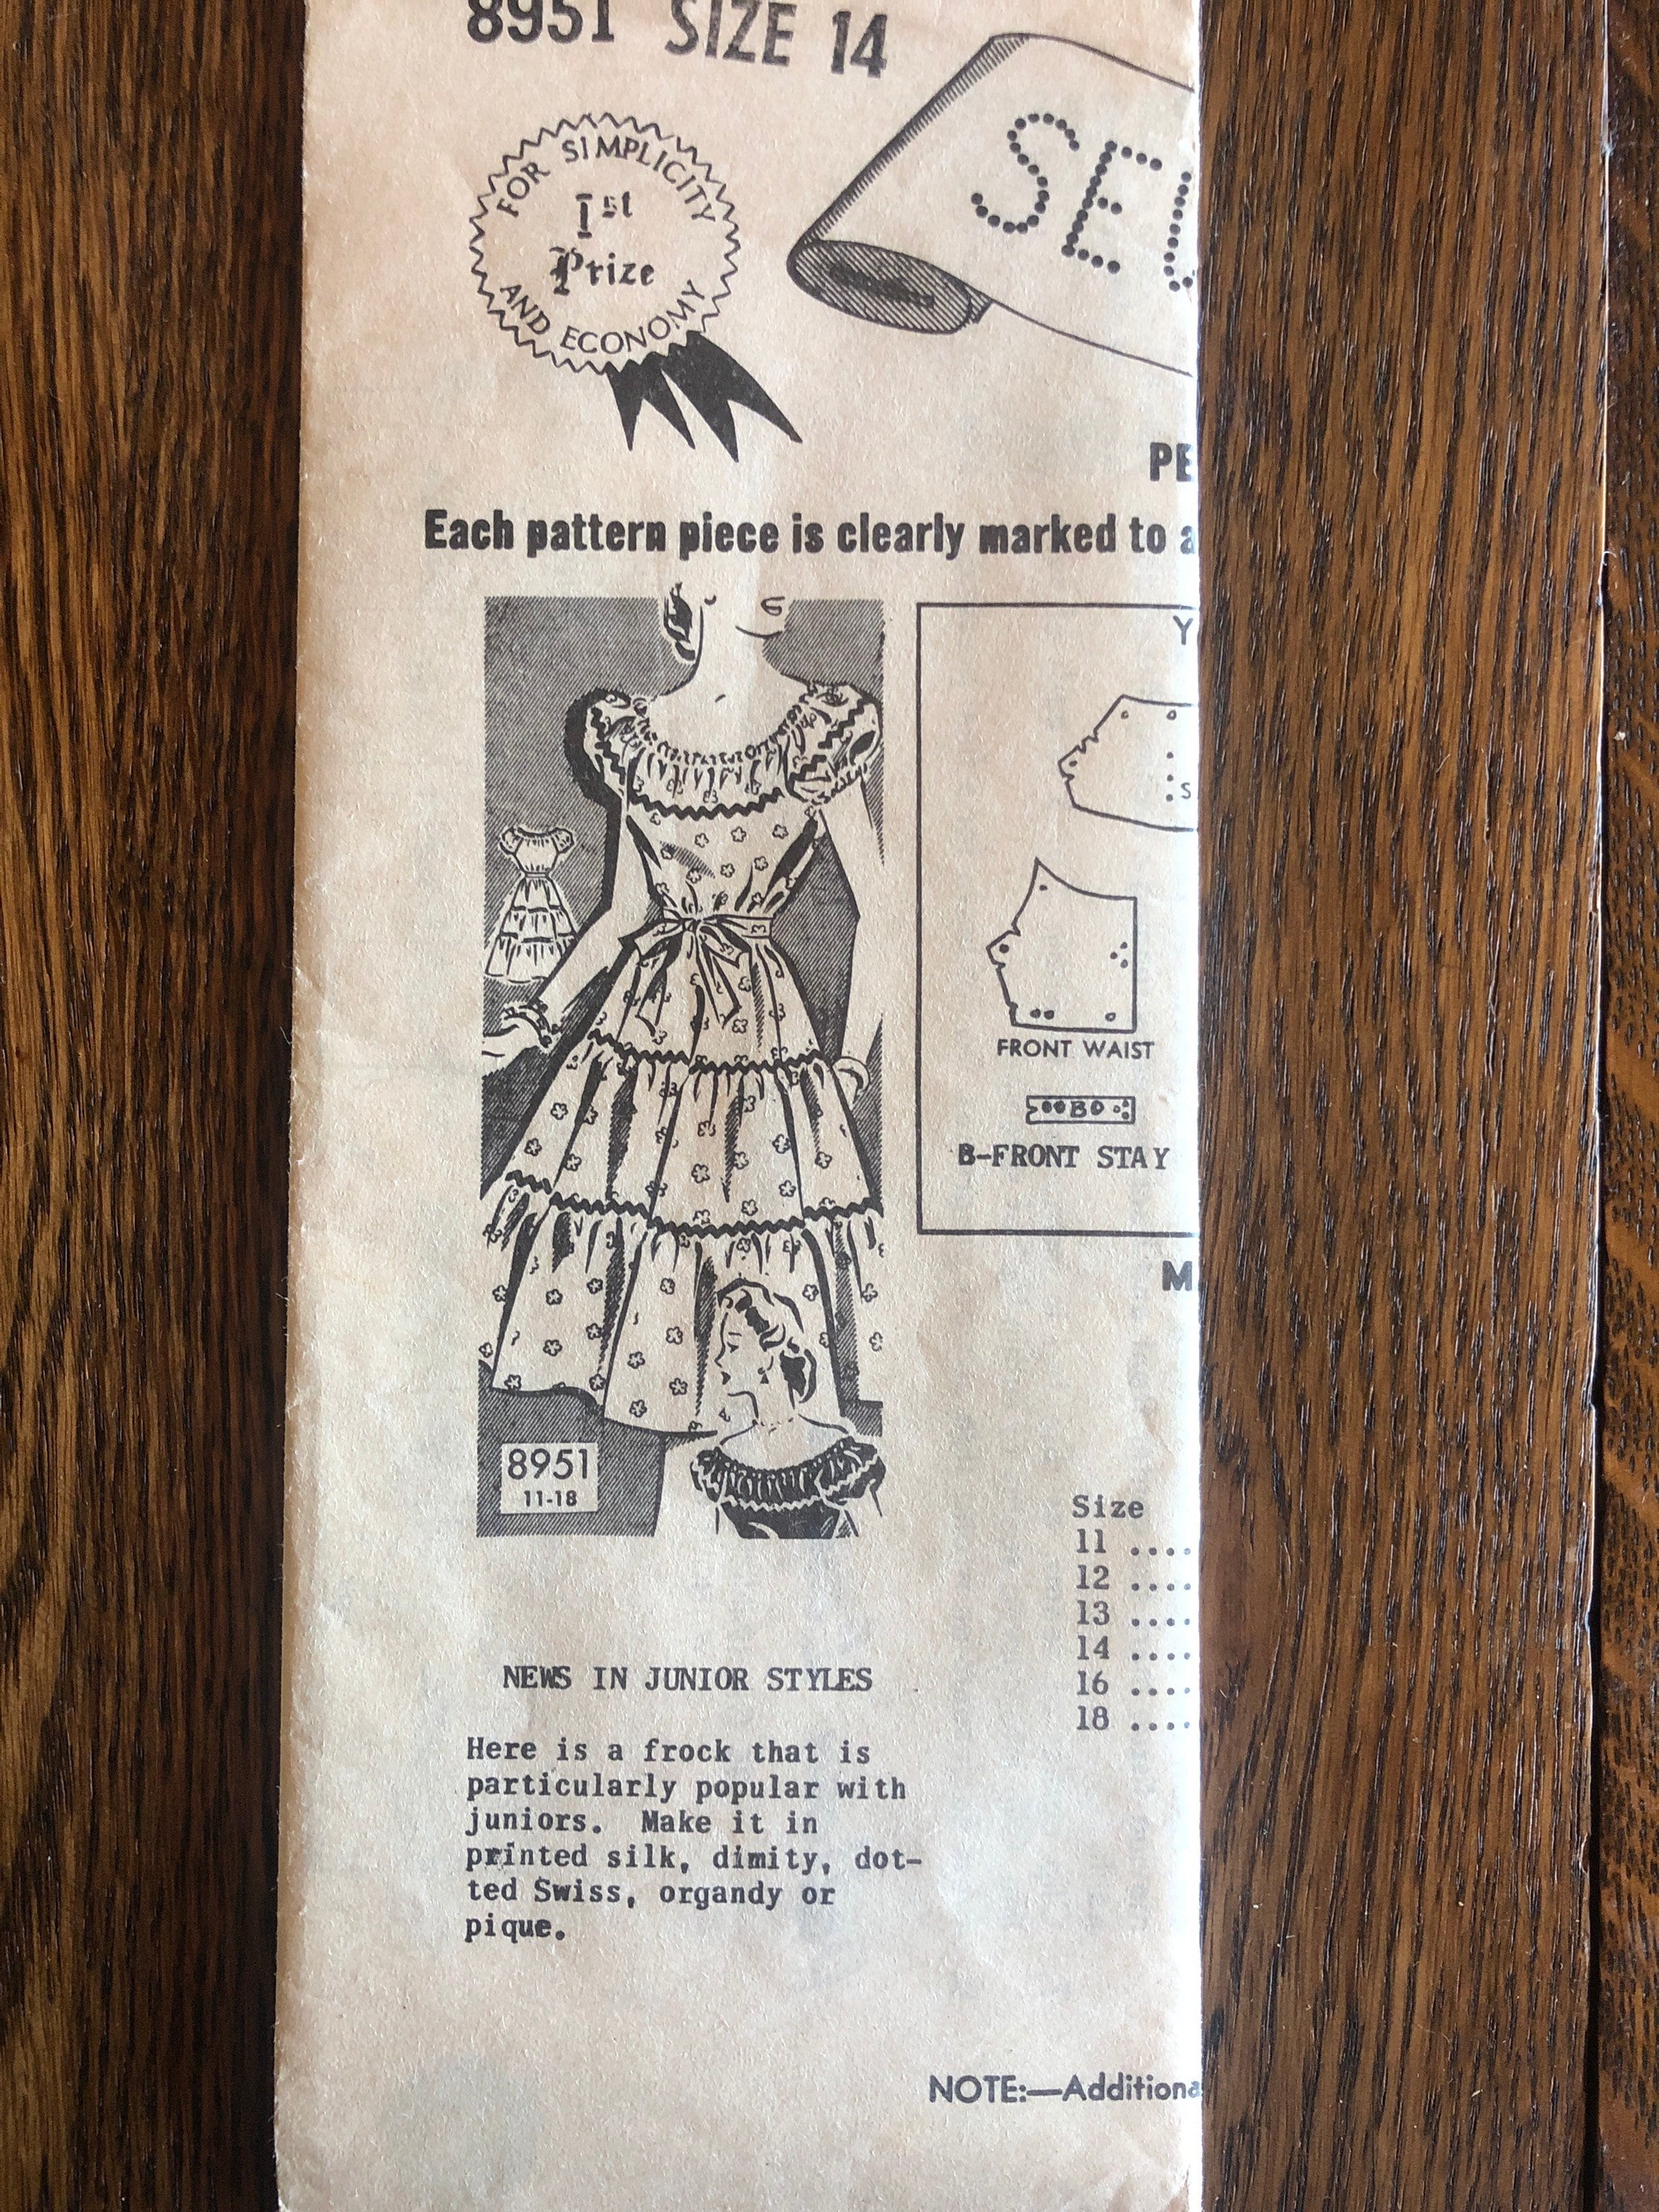 8951 SIZE 14
FOR SIMPLICITY
1st
Prize
AND ECONOMY
SE
PE
Each pattern piece is clearly marked to a
Y
S
FRONT WAIST
B
B-FRONT STAY
M
8951
11-18
Size
11 ....
12 ....
13 ....
14 ....
16 ....
18 ....
NEWS IN JUNIOR STYLES
Here is a frock that is
particularly popular with
juniors. Make it in
printed silk, dimity, dot-
ted Swiss, organdy or
pique.
NOTE:—Additiona